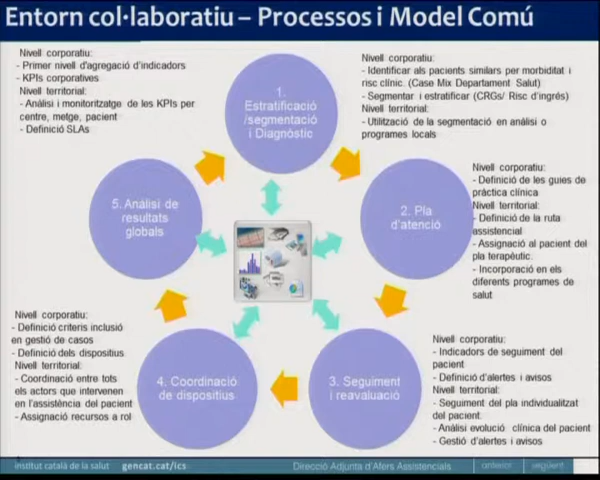 Entorn col·laboratiu – Processos i Model Comú
Nivell corporatiu:
- Primer nivell d'agregació d'indicadors
- KPIs corporatives
Nivell territorial:
- Anàlisi i monitoritzatge de les KPIs per
centre, metge, pacient
- Definició SLAs
1.
Estratificació
/segmentació
i Diagnòstic
Nivell corporatiu:
- Identificar als pacients similars per morbiditat i
risc clínic. (Case Mix Departament Salut)
- Segmentar i estratificar (CRGs/ Risc d'ingrés)
Nivell territorial:
- Utilització de la segmentació en anàlisi o
programes locals
5. Anàlisi de
resultats
globals
2. Pla
d'atenció
Nivell corporatiu:
- Definició de les guies de
pràctica clínica
Nivell territorial:
- Definició de la ruta
assistencial
- Assignació al pacient del
pla terapèutic.
- Incorporació en els
diferents programes de
salut
Nivell corporatiu:
- Definició criteris inclusió
en gestió de casos
- Definició dels dispositius
Nivell territorial:
- Coordinació entre tots
els actors que intervenen
en l'assistència del pacient
- Assignació recursos a rol
4. Coordinació
de dispositius
3. Seguiment
i reavaluació
Nivell corporatiu:
- Indicadors de seguiment del
pacient
- Definició d'alertes i avisos
Nivell territorial:
- Seguiment del pla individualitzat
del pacient.
- Anàlisi evolució clínica del pacient
- Gestió d'alertes i avisos
institut català de la salut gencat.cat/ics
Direcció Adjunta d'Afers Assistencials
anterior
següent